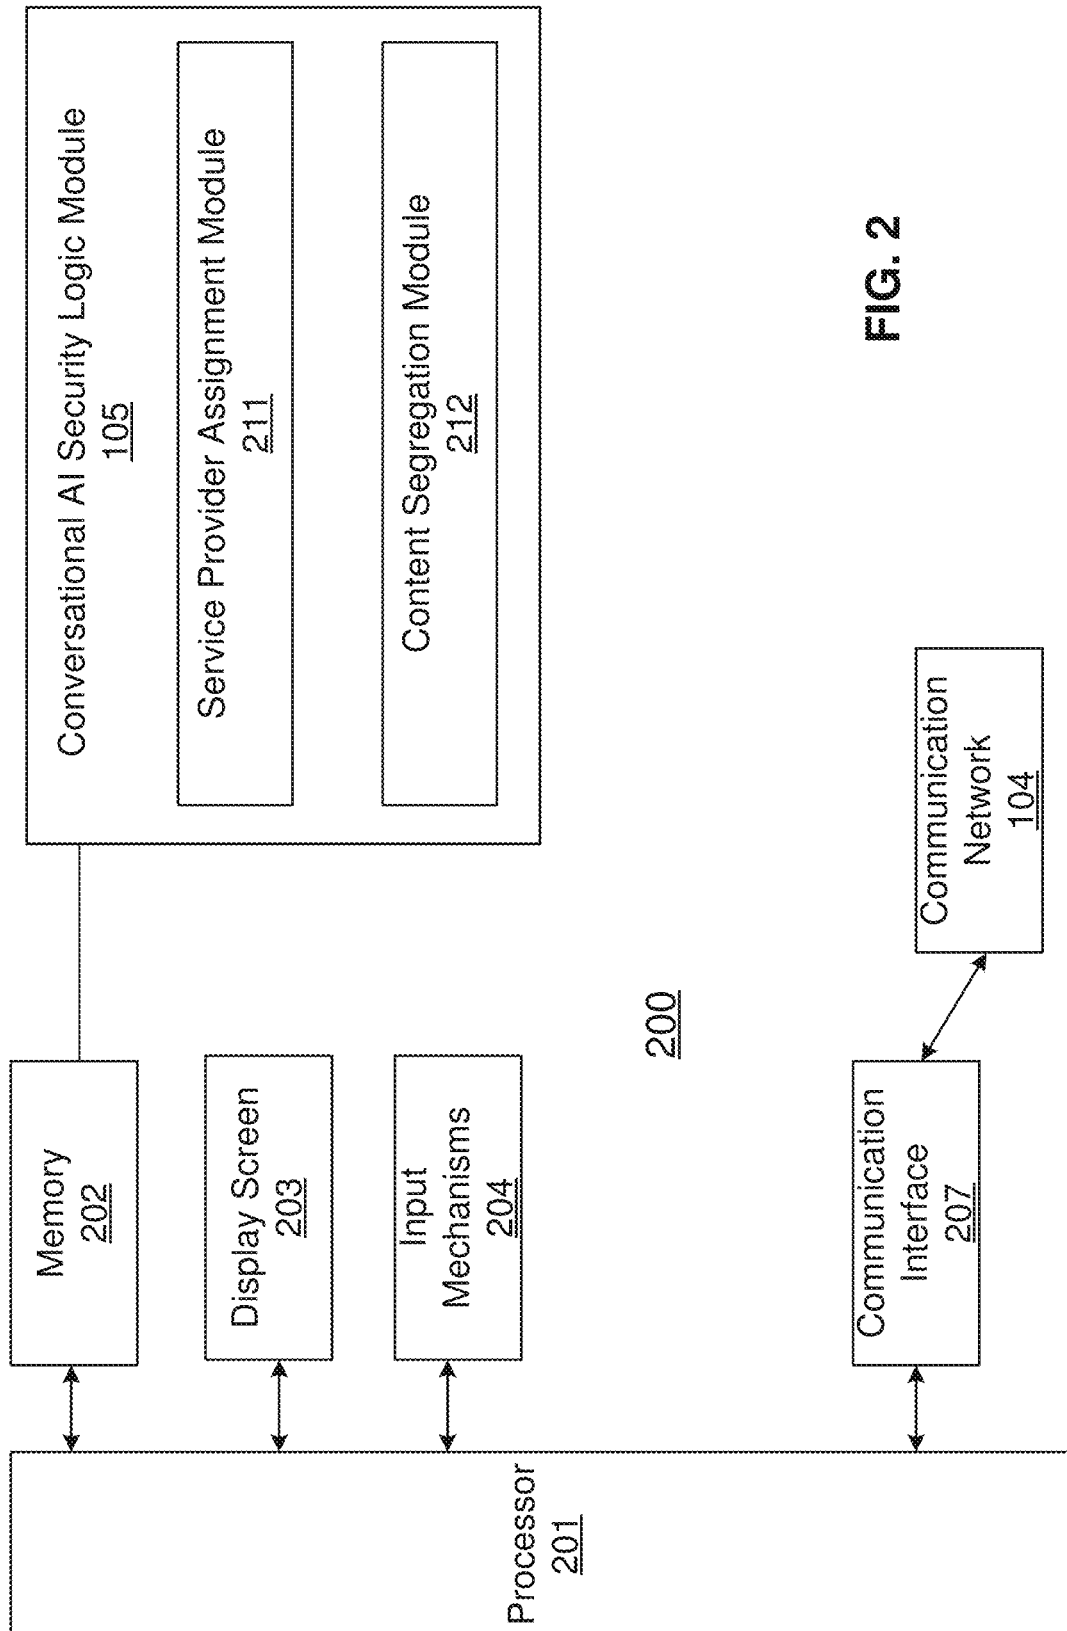 Processor
201
Memory
202
Display Screen
203
Input
Mechanisms
204
Communication
Interface
207
200
Communication
Network
104
Conversational AI Security Logic Module
105
Service Provider Assignment Module
211
Content Segregation Module
212
FIG. 2